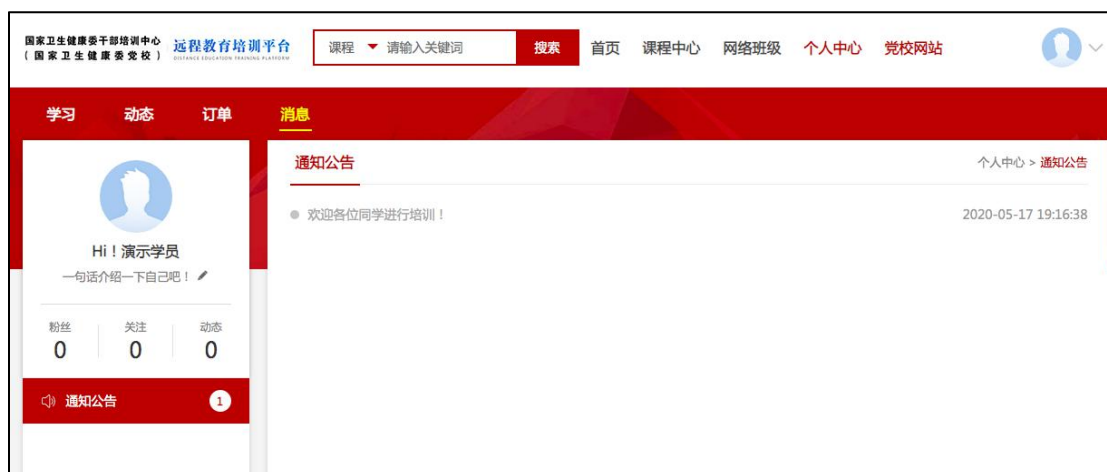 国家卫生健康委干部培训中心
（国家卫生健康委党校）
远程教育培训平台
DISTANCE EDUCATION TRAINING PLATFORM
课程 请输入关键词 搜索 首页 课程中心 网络班级 个人中心 党校网站
学习 动态 订单 消息
Hi！演示学员
一句话介绍一下自己吧！
粉丝 关注 动态
0 0 0
通知公告 1
通知公告 个人中心 > 通知公告
欢迎各位同学进行培训！ 2020-05-17 19:16:38